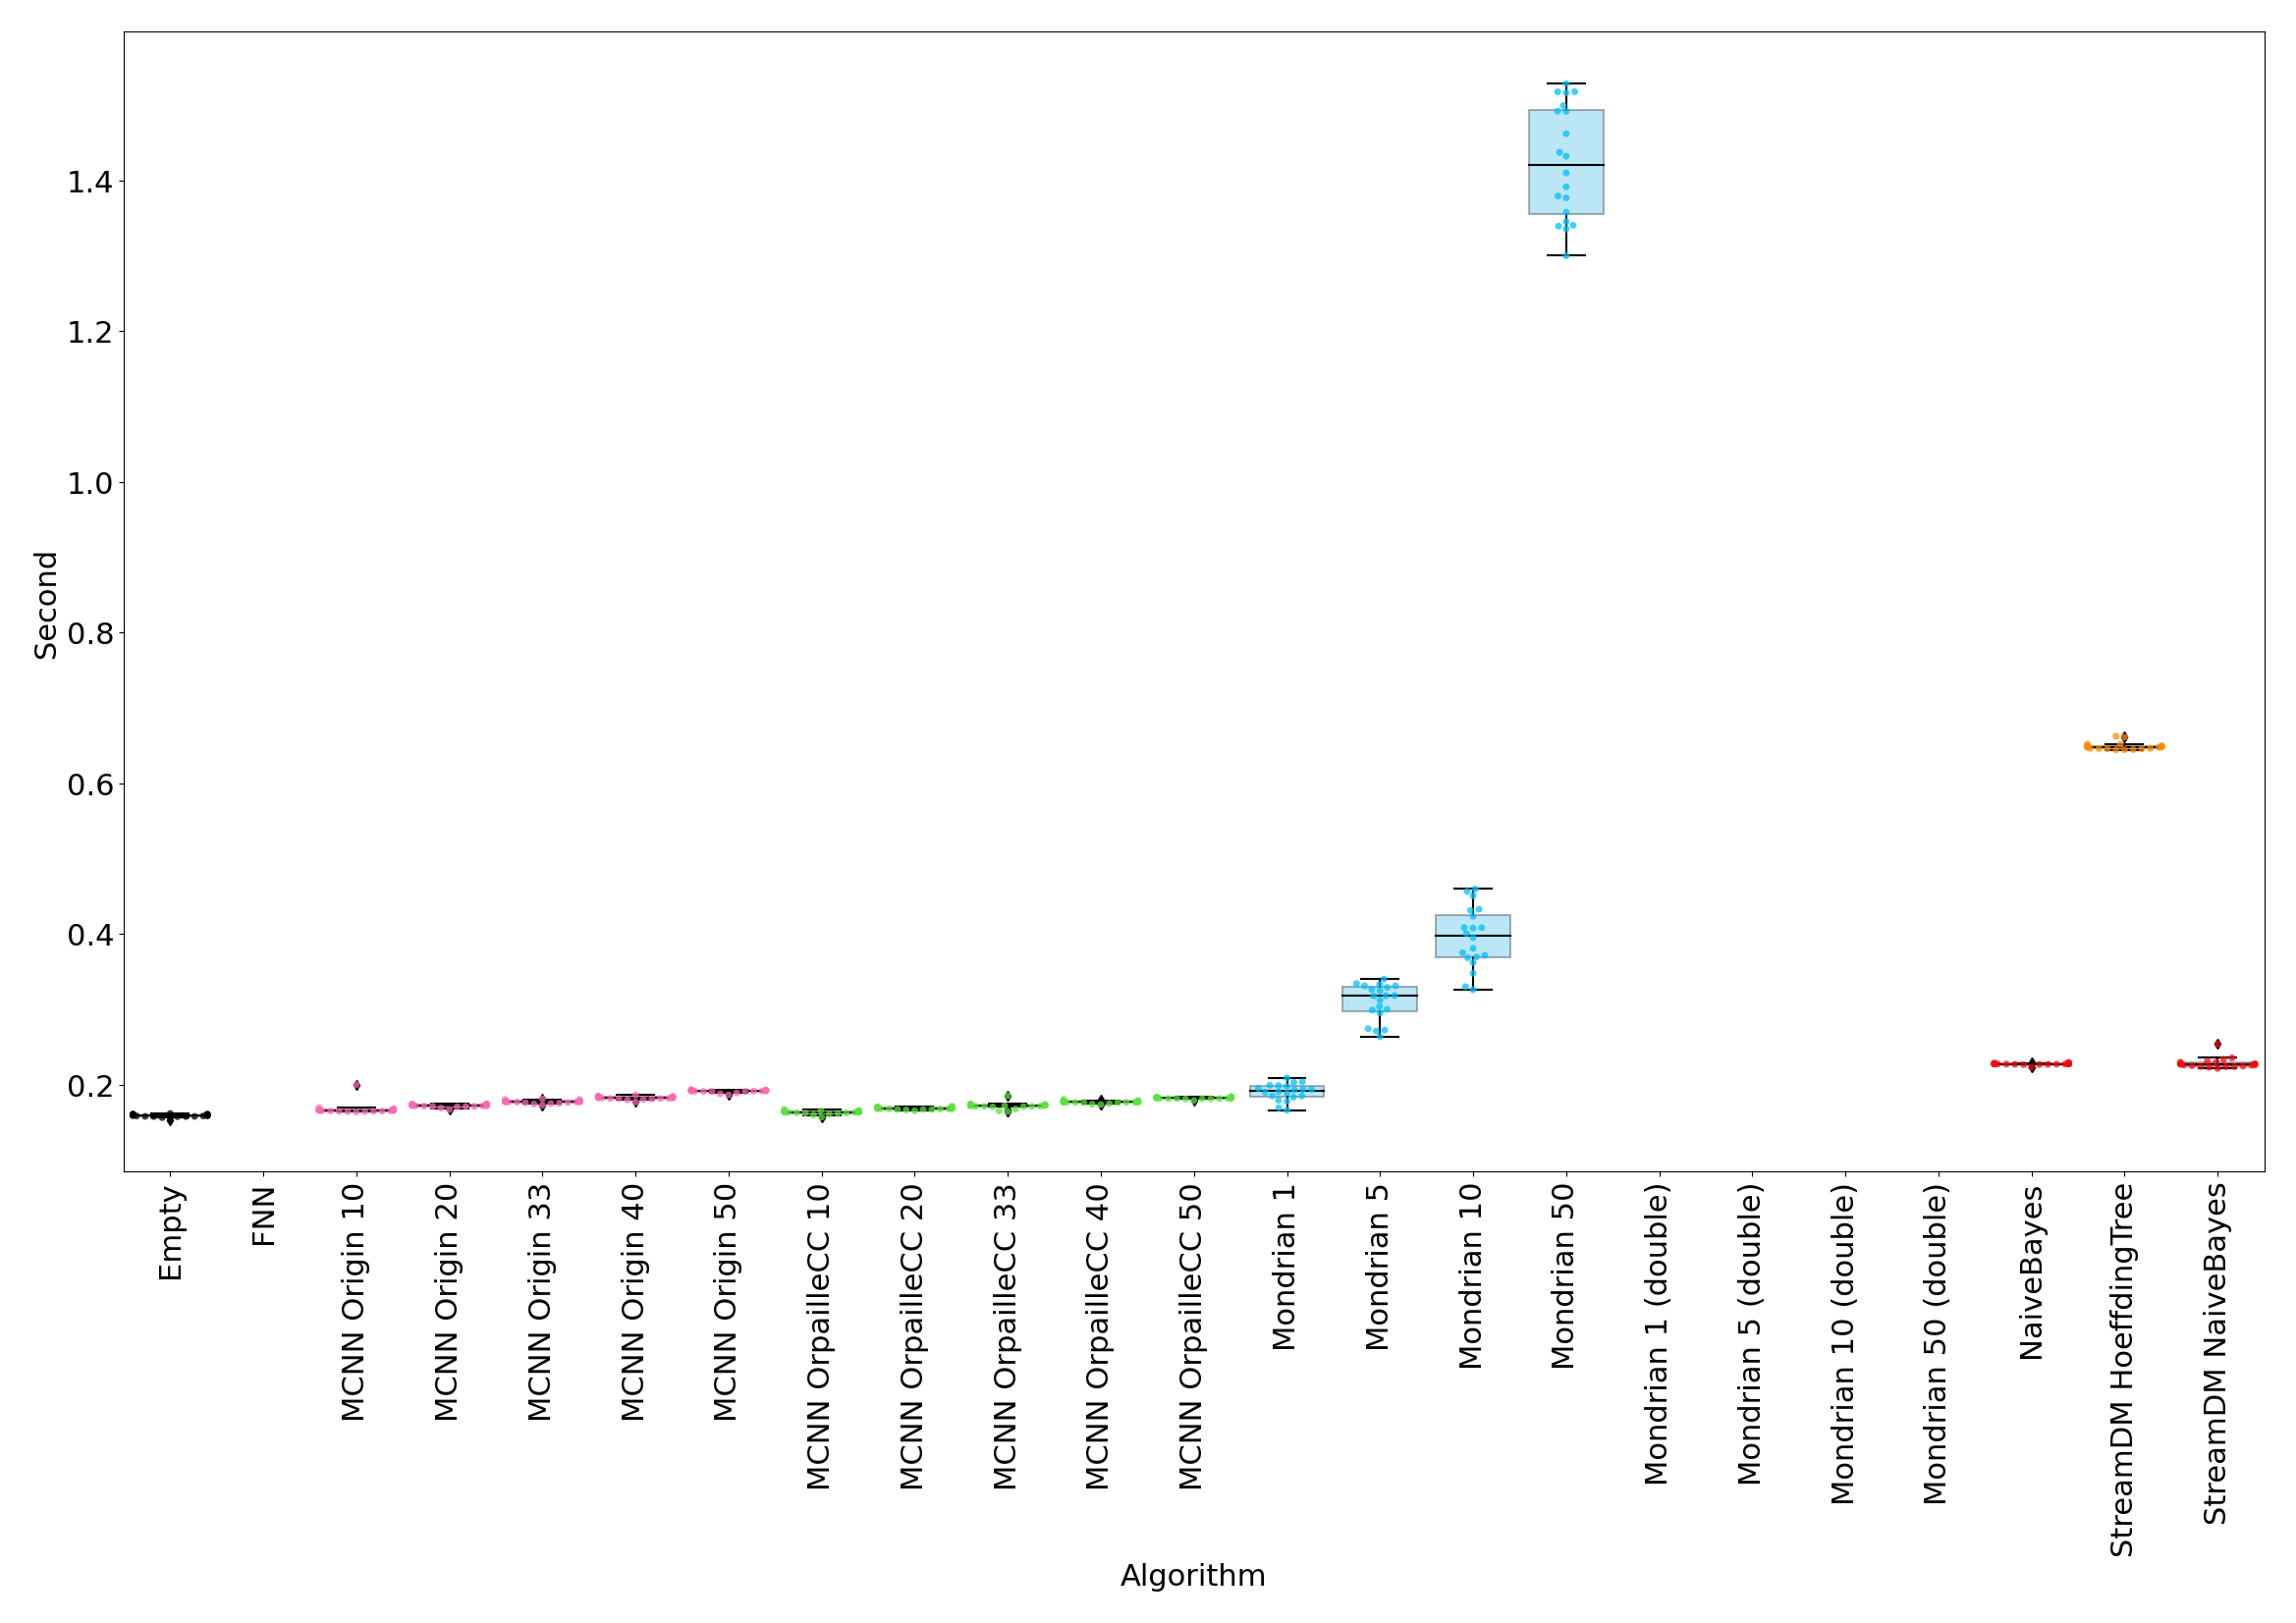 Second
1.4
1.2
1.0
0.8
0.6
0.4
0.2
Empty
FNN
MCNN Origin 10
MCNN Origin 20
MCNN Origin 33
MCNN Origin 40
MCNN Origin 50
MCNN OrpailleCC 10
MCNN OrpailleCC 20
MCNN OrpailleCC 33
MCNN OrpailleCC 40
MCNN OrpailleCC 50
Mondrian 1
Mondrian 5
Mondrian 10
Mondrian 50
Mondrian 1 (double)
Mondrian 5 (double)
Mondrian 10 (double)
Mondrian 50 (double)
NaiveBayes
StreamDM HoeffdingTree
StreamDM NaiveBayes
Algorithm